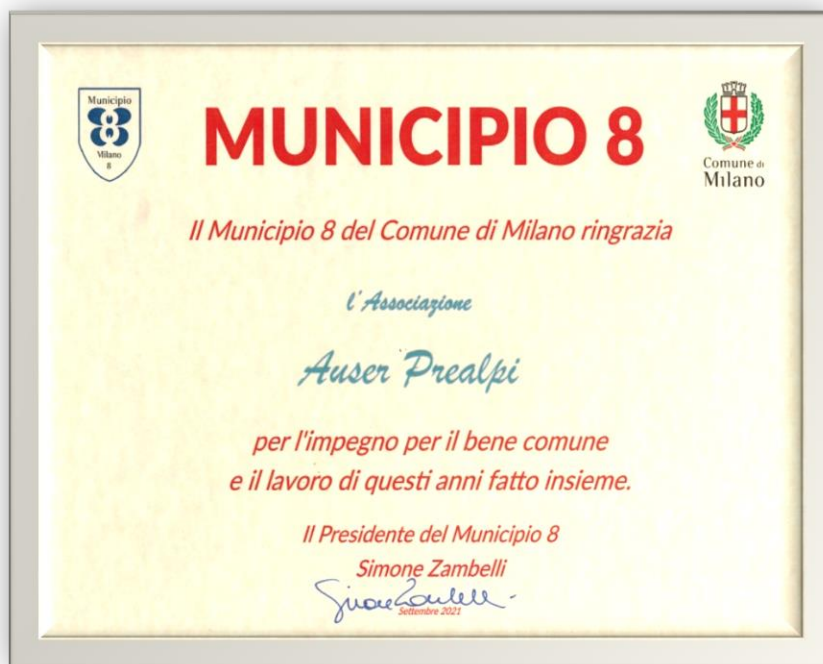 Municipio
8
Milano
8
MUNICIPIO 8
Comune di
Milano
Il Municipio 8 del Comune di Milano ringrazia
l'Associazione
Auser Prealpi
per l'impegno per il bene comune
e il lavoro di questi anni fatto insieme.
Il Presidente del Municipio 8
Simone Zambelli
Simone Zambelli
Settembre 2021